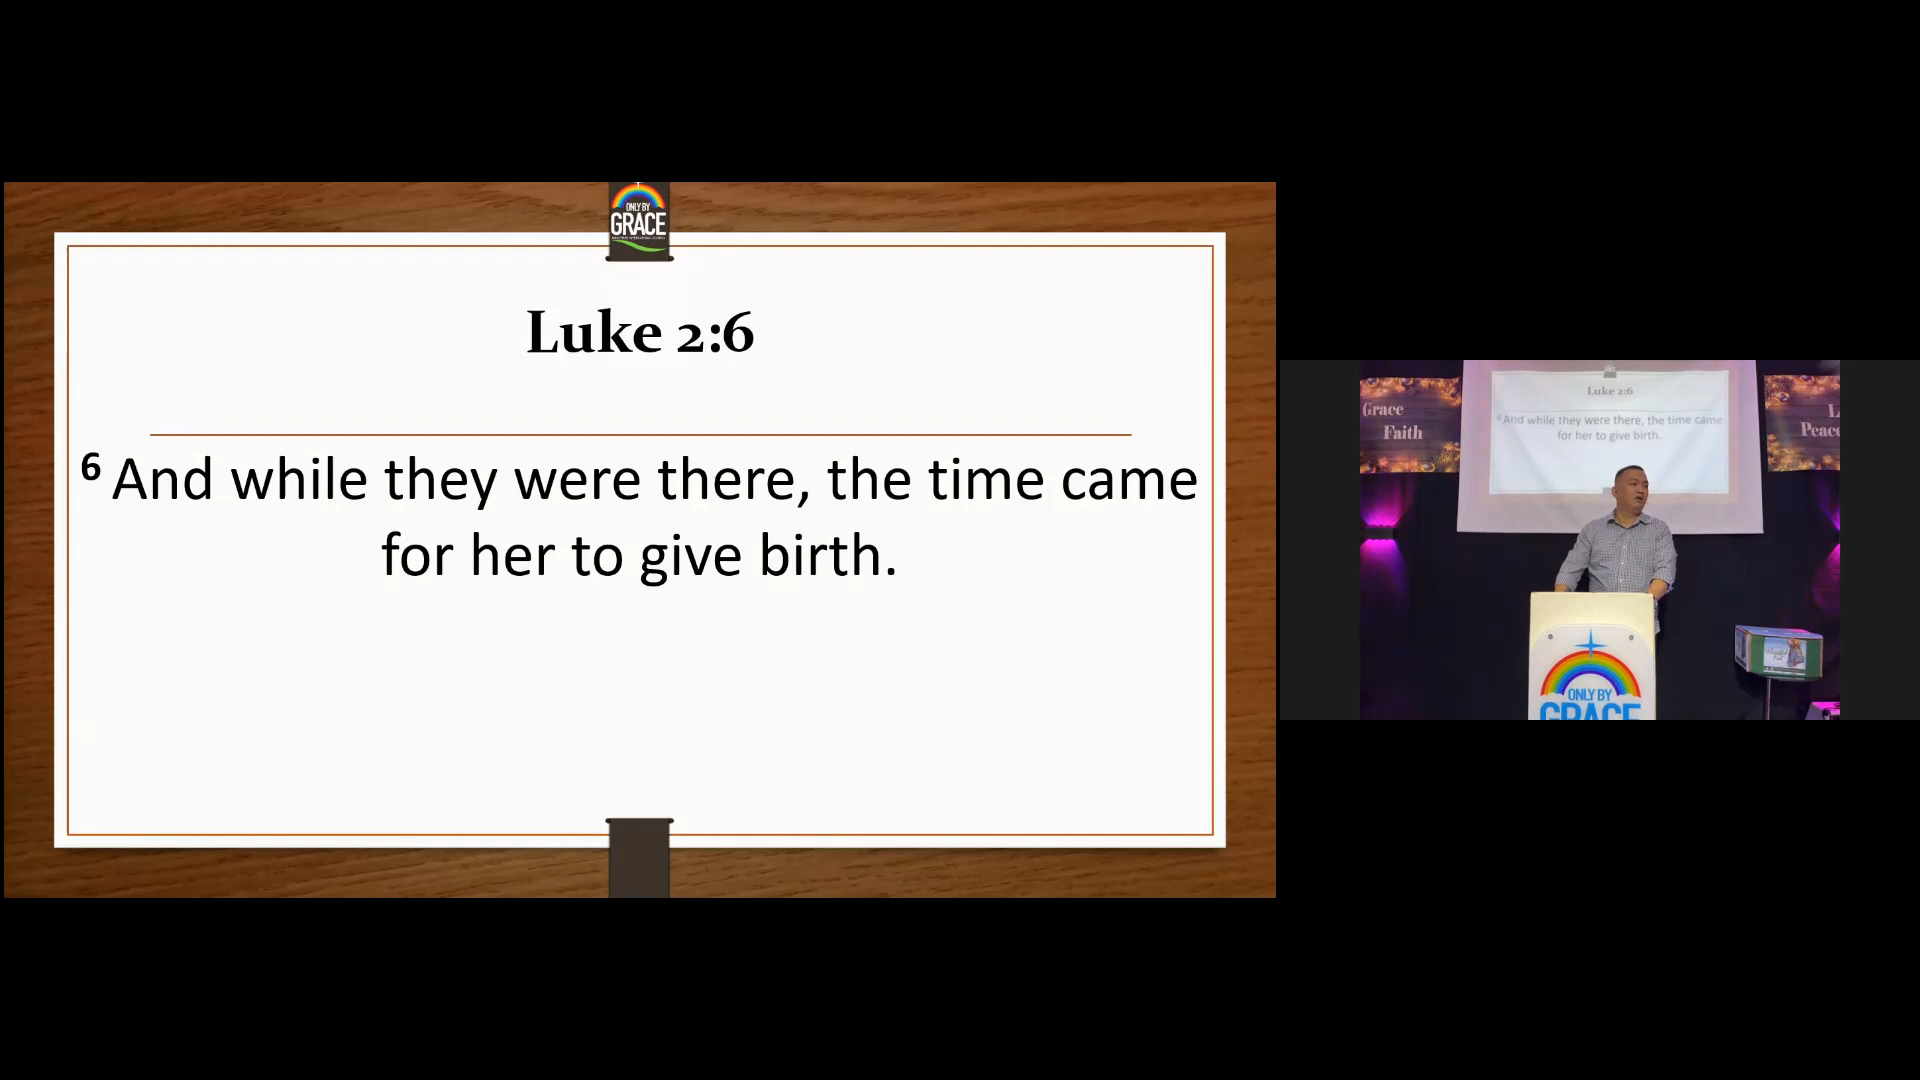 ONLY BY
GRACE
Luke 2:6
6 And while they were there, the time came
for her to give birth.
Grace
Faith
Luke 2:6
6 And while they were there, the time came
for her to give birth.
L
Peace
ONLY BY
GRACE